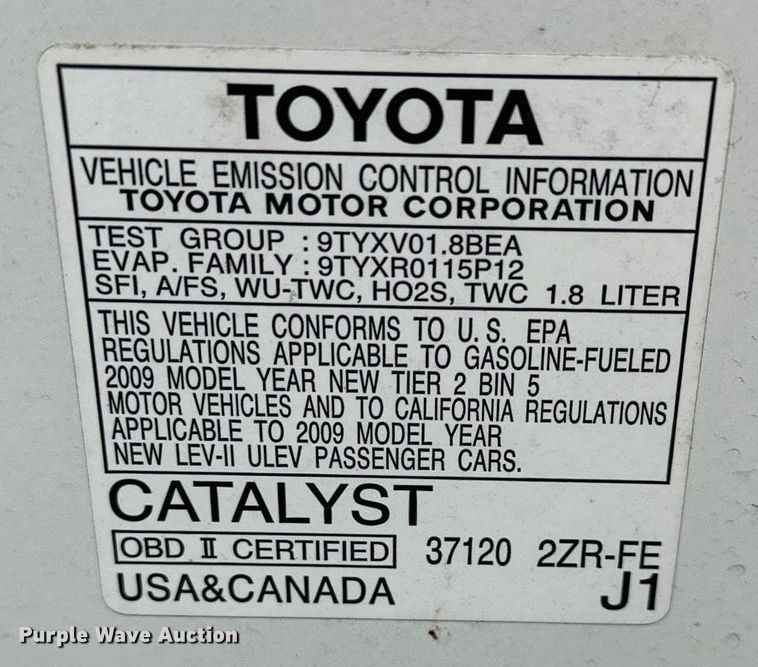 TOYOTA
VEHICLE EMISSION CONTROL INFORMATION
TOYOTA MOTOR CORPORATION
TEST GROUP : 9TYXV01.8BEA
EVAP. FAMILY : 9TYXR0115P12
SFI, A/FS, WU-TWC, HO2S, TWC 1.8 LITER
THIS VEHICLE CONFORMS TO U.S. EPA
REGULATIONS APPLICABLE TO GASOLINE-FUELED
2009 MODEL YEAR NEW TIER 2 BIN 5
MOTOR VEHICLES AND TO CALIFORNIA REGULATIONS
APPLICABLE TO 2009 MODEL YEAR
NEW LEV-II ULEV PASSENGER CARS.
CATALYST
OBD II CERTIFIED 37120 2ZR-FE
USA&CANADA J1
Purple Wave Auction